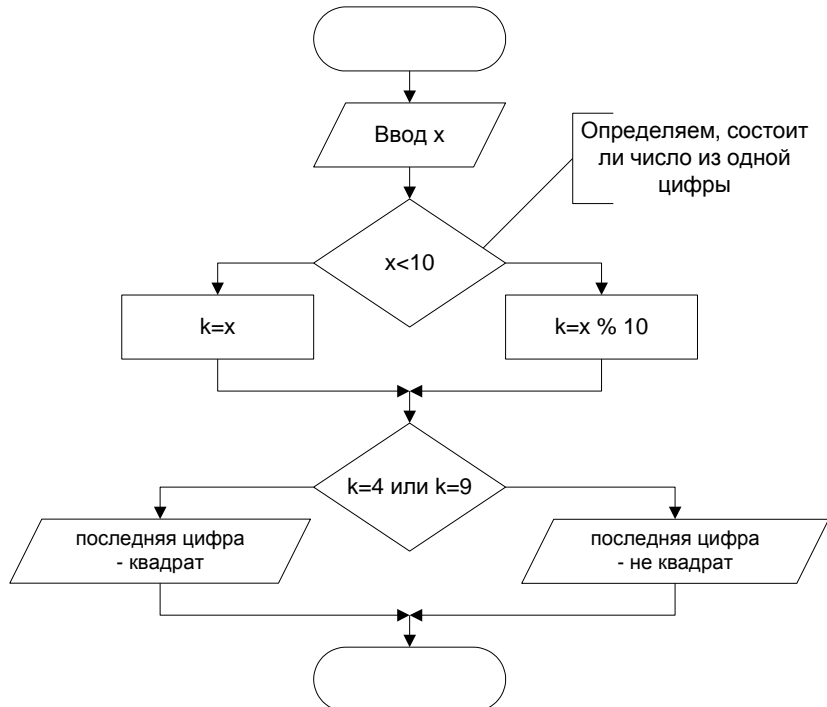 Ввод x
Определяем, состоит
ли число из одной
цифры
x<10
k=x
k=x % 10
k=4 или k=9
последняя цифра
- квадрат
последняя цифра
- не квадрат